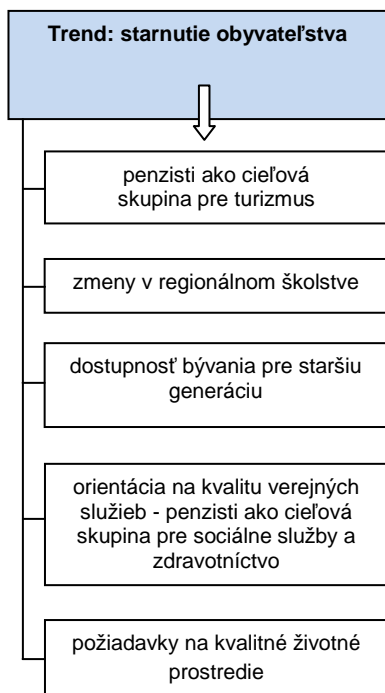 Trend: starnutie obyvateľstva
penzisti ako cieľová
skupina pre turizmus
zmeny v regionálnom školstve
dostupnosť bývania pre staršiu
generáciu
orientácia na kvalitu verejných
služieb - penzisti ako cieľová
skupina pre sociálne služby a
zdravotníctvo
požiadavky na kvalitné životné
prostredie